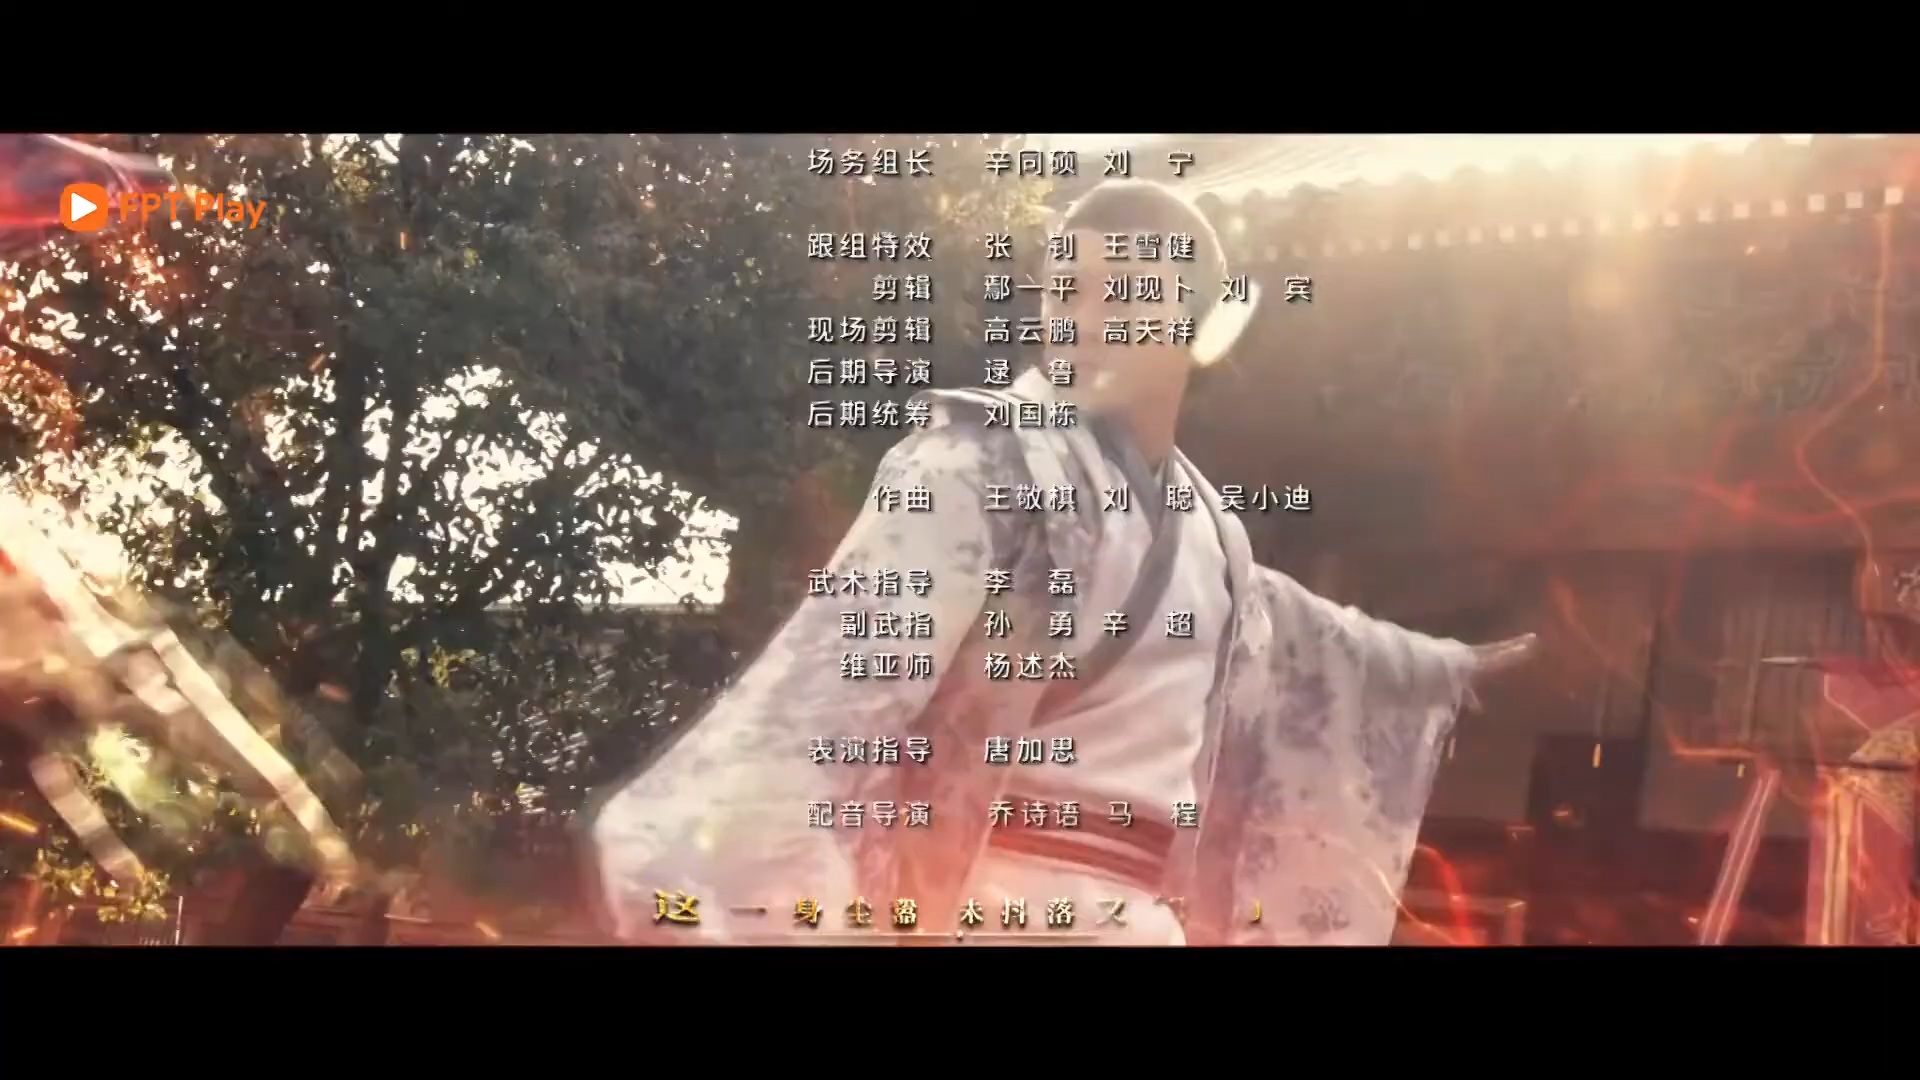 FPT Play
场务组长 辛同硕 刘 宁
跟组特效 张 钊 王雪健
剪辑 鄢一平 刘现卜 刘 宾
现场剪辑 高云鹏 高天祥
后期导演 逯 鲁
后期统筹 刘国栋
作曲 王敬棋 刘 聪 吴小迪
武术指导 李 磊
副武指 孙 勇 辛 超
维亚师 杨述杰
表演指导 唐加思
配音导演 乔诗语 马 程
这一身尘嚣 未抖落又